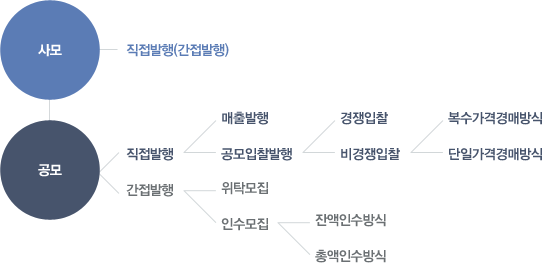 사모
직접발행(간접발행)
매출발행
경쟁입찰
복수가격경매방식
공모
직접발행
공모입찰발행
비경쟁입찰
단일가격경매방식
간접발행
위탁모집
인수모집
잔액인수방식
총액인수방식